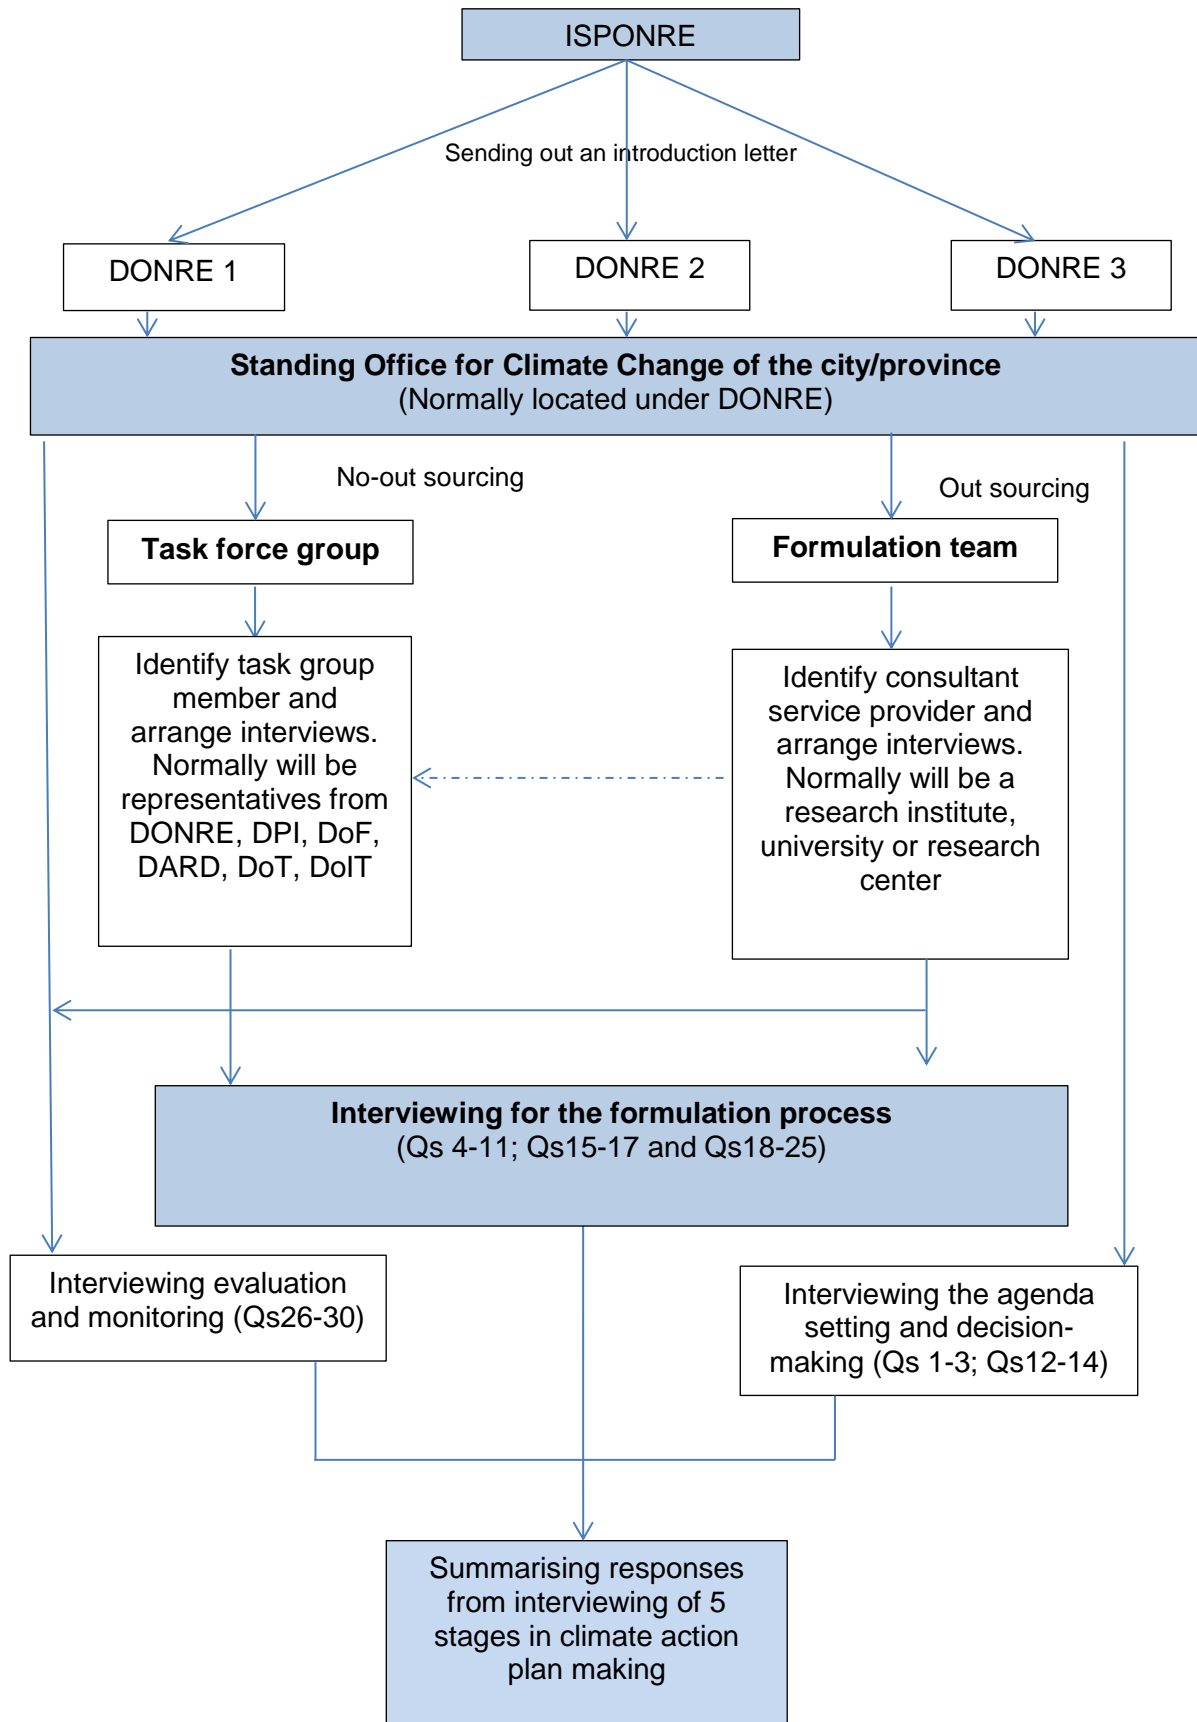 ISPONRE
Sending out an introduction letter
DONRE 1
DONRE 2
DONRE 3
Standing Office for Climate Change of the city/province
(Normally located under DONRE)
No-out sourcing
Out sourcing
Task force group
Formulation team
Identify task group
member and
arrange interviews.
Normally will be
representatives from
DONRE, DPI, DoF,
DARD, DoT, DoIT
Identify consultant
service provider and
arrange interviews.
Normally will be a
research institute,
university or research
center
Interviewing for the formulation process
(Qs 4-11; Qs15-17 and Qs18-25)
Interviewing evaluation
and monitoring (Qs26-30)
Interviewing the agenda
setting and decision-
making (Qs 1-3; Qs12-14)
Summarising responses
from interviewing of 5
stages in climate action
plan making